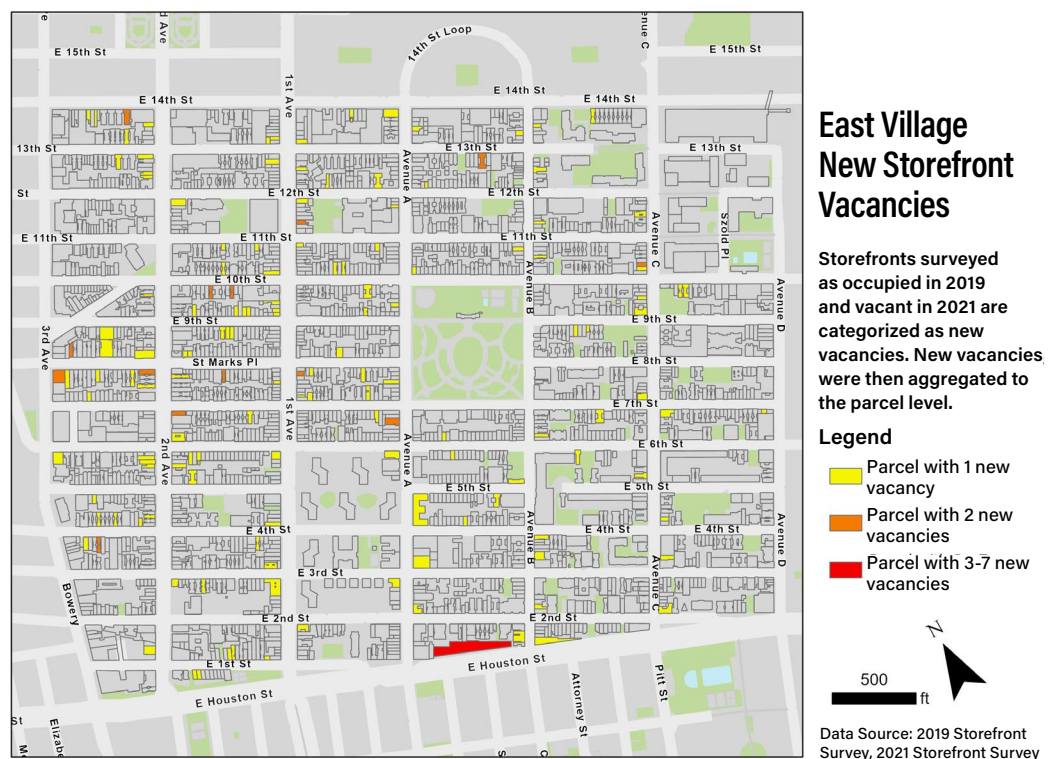 e
d Ave
enue C
E 15th St
E 15th St
14th St Loop
1st Ave
E 14th St
E 14th St
E 14th St
13th St
E 13th St
E 13th St
Avenue A
St
E 12th St
E 12th St
Avenue C
Szold Pl
E 11th St
E 11th St
E 11th St
Avenue B
Avenue D
E 10th St
E 9th St
E 9th St
3rd Ave
St Marks Pl
E 8th St
1st Ave
E 7th St
2nd Ave
Avenue A
E 6th St
E 5th St
E 5th St
Avenue B
Avenue D
E 4th St
E 4th St
E 4th St
E 3rd St
Avenue C
Bowery
E 2nd St
E 2nd St
E 1st St
E Houston St
E Houston St
Attorney St
Pitt St
St
Elizabe
East Village
New Storefront
Vacancies
Storefronts surveyed
as occupied in 2019
and vacant in 2021 are
categorized as new
vacancies. New vacancies
were then aggregated to
the parcel level.
Legend
Parcel with 1 new
vacancy
Parcel with 2 new
vacancies
Parcel with 3-7 new
vacancies
N
500
ft
Data Source: 2019 Storefront
Survey, 2021 Storefront Survey